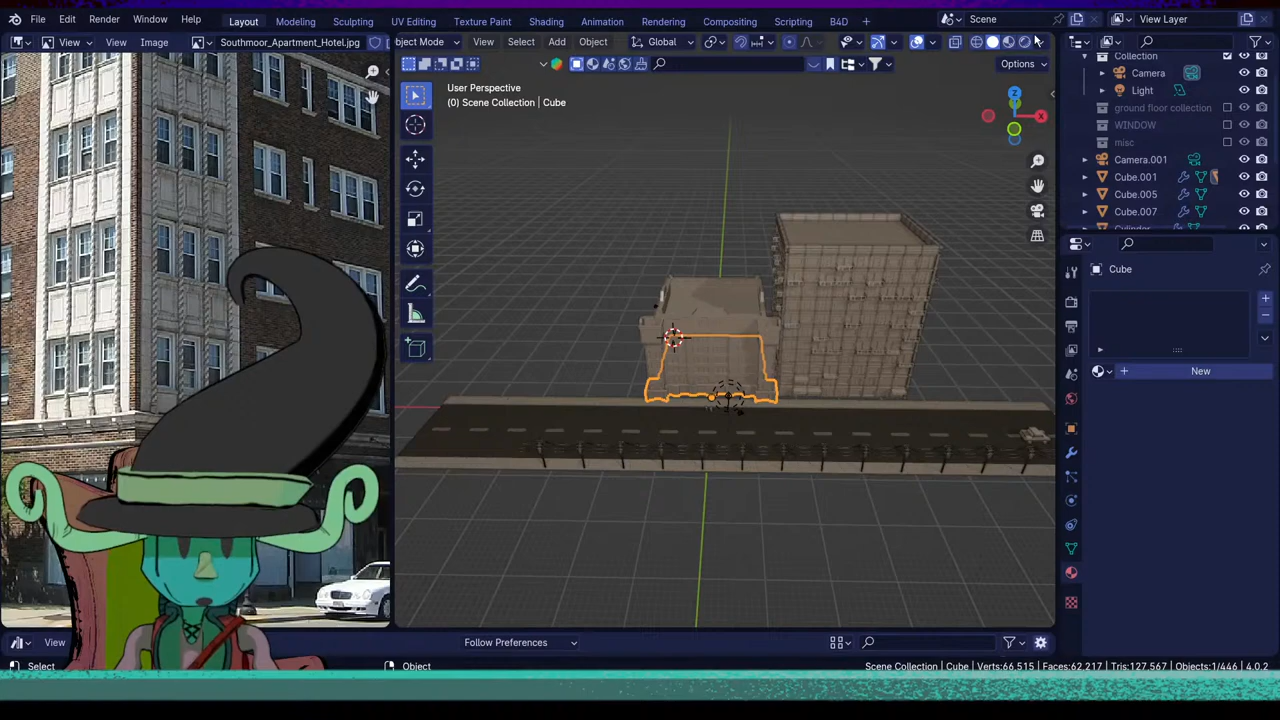 File Edit Render Window Help Layout Modeling Sculpting UV Editing Texture Paint Shading Animation Rendering Compositing Scripting B4D + Scene View Layer
View View Image Southmoor_Apartment_Hotel.jpg
bject Mode View Select Add Object Global
Options
User Perspective
(0) Scene Collection | Cube
Z
X
Collection
Camera
Light
ground floor collection
WINDOW
misc
Camera.001
Cube.001
Cube.005
Cube.007
Cube
New
View
Follow Preferences
Select
Object
Scene Collection | Cube Verts:66,515 Faces:62,217 Tris:127,567 Objects:1/446 4.0.2